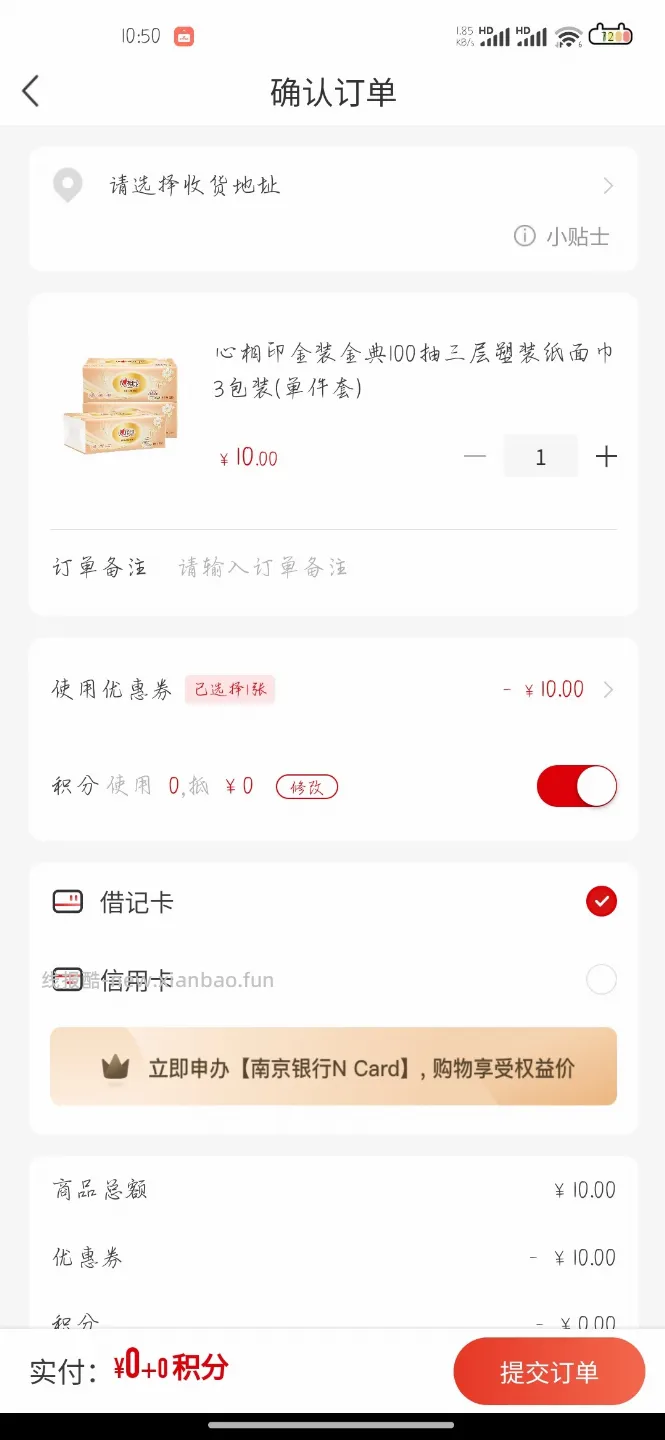 10:50
1.85 KB/s HD HD 6 120
确认订单
请选择收货地址
小贴士
心相印金装金典100抽三层塑装纸面巾
3包装(单件套)
¥ 10.00
1
订单备注 请输入订单备注
使用优惠券 已选择1张 - ¥ 10.00
积分使用 0,抵 ¥ 0 修改
借记卡
信用卡
new.xianbao.fun
立即申办【南京银行N Card】, 购物享受权益价
商品总额 ¥ 10.00
优惠券 - ¥ 10.00
积分 - ¥ 0.00
实付: ¥0+0积分 提交订单